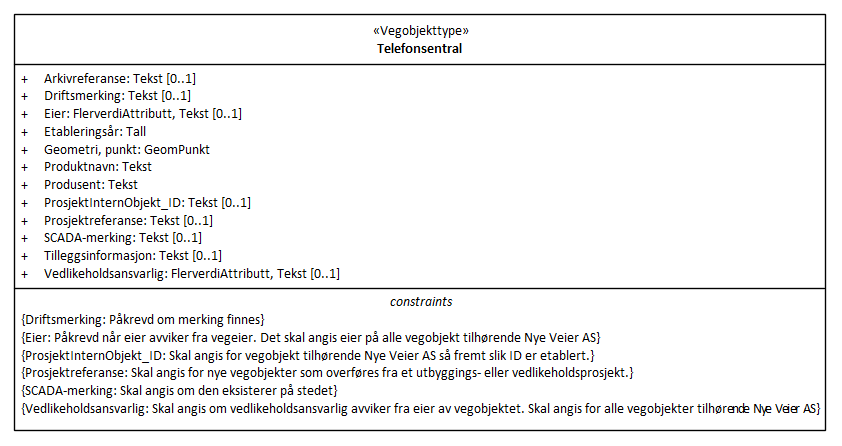 «Vegobjekttype»
Telefonsentral
+ Arkivreferanse: Tekst [0..1]
+ Driftsmerking: Tekst [0..1]
+ Eier: FlerverdiAttributt, Tekst [0..1]
+ Etableringsår: Tall
+ Geometri, punkt: GeomPunkt
+ Produktnavn: Tekst
+ Produsent: Tekst
+ ProsjektInternObjekt_ID: Tekst [0..1]
+ Prosjektreferanse: Tekst [0..1]
+ SCADA-merking: Tekst [0..1]
+ Tilleggsinformasjon: Tekst [0..1]
+ Vedlikeholdsansvarlig: FlerverdiAttributt, Tekst [0..1]
constraints
{Driftsmerking: Påkrevd om merking finnes}
{Eier: Påkrevd når eier avviker fra vegeier. Det skal angis eier på alle vegobjekt tilhørende Nye Veier AS}
{ProsjektInternObjekt_ID: Skal angis for vegobjekt tilhørende Nye Veier AS så fremt slik ID er etablert.}
{Prosjektreferanse: Skal angis for nye vegobjekter som overføres fra et utbyggings- eller vedlikeholdsprosjekt.}
{SCADA-merking: Skal angis om den eksisterer på stedet}
{Vedlikeholdsansvarlig: Skal angis om vedlikeholdsansvarlig avviker fra eier av vegobjektet. Skal angis for alle vegobjekter tilhørende Nye Veier AS}